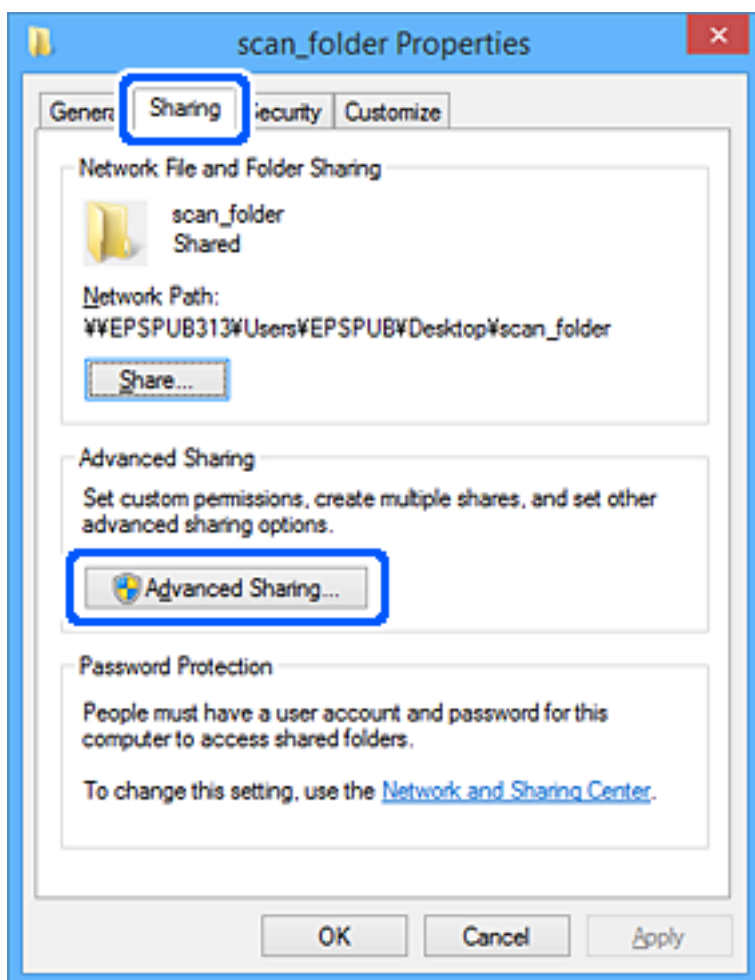 scan_folder Properties
General Sharing Security Customize
Network File and Folder Sharing
scan_folder
Shared
Network Path:
¥¥EPSPUB313¥Users¥EPSPUB¥Desktop¥scan_folder
Share...
Advanced Sharing
Set custom permissions, create multiple shares, and set other
advanced sharing options.
Advanced Sharing...
Password Protection
People must have a user account and password for this
computer to access shared folders.
To change this setting, use the Network and Sharing Center.
OK Cancel Apply